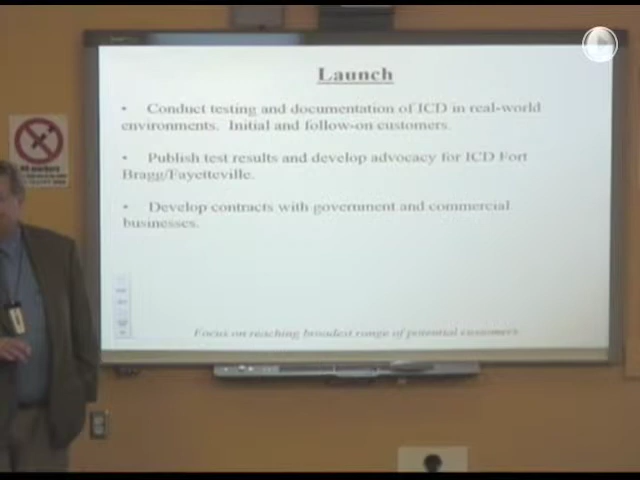 Launch
• Conduct testing and documentation of ICD in real-world
environments. Initial and follow-on customers.
• Publish test results and develop advocacy for ICD Fort
Bragg/Fayetteville.
• Develop contracts with government and commercial
businesses.
Focus on reaching broadest range of potential customers